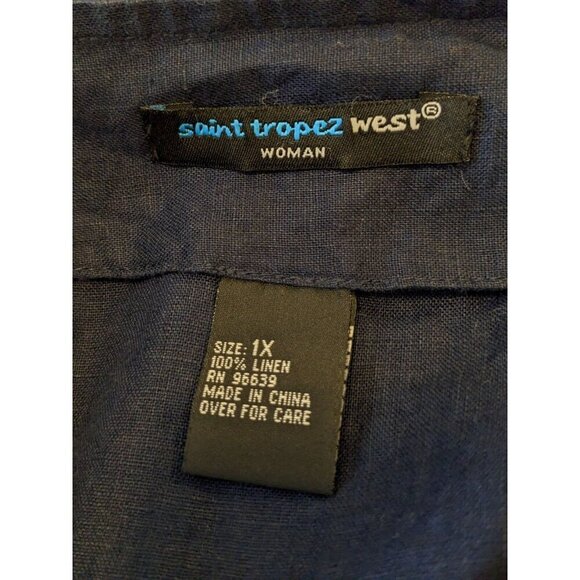 saint tropez west®
WOMAN
SIZE: 1X
100% LINEN
RN 96639
MADE IN CHINA
OVER FOR CARE